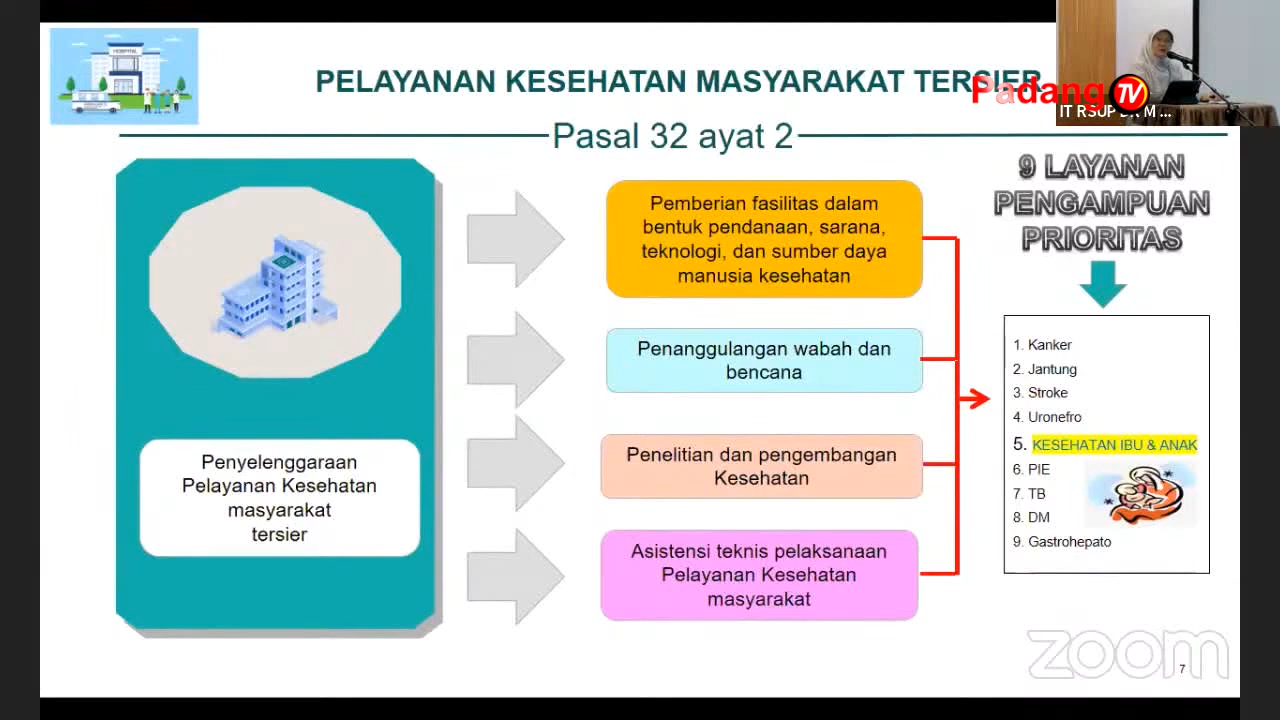 HOSPITAL
PELAYANAN KESEHATAN MASYARAKAT TERSIER
Padang TV
IT RSUP DR M ...
Pasal 32 ayat 2
Penyelenggaraan
Pelayanan Kesehatan
masyarakat
tersier
Pemberian fasilitas dalam
bentuk pendanaan, sarana,
teknologi, dan sumber daya
manusia kesehatan
Penanggulangan wabah dan
bencana
Penelitian dan pengembangan
Kesehatan
Asistensi teknis pelaksanaan
Pelayanan Kesehatan
masyarakat
9 LAYANAN
PENGAMPUAN
PRIORITAS
1. Kanker
2. Jantung
3. Stroke
4. Uronefro
5. KESEHATAN IBU & ANAK
6. PIE
7. TB
8. DM
9. Gastrohepato
zoom
7